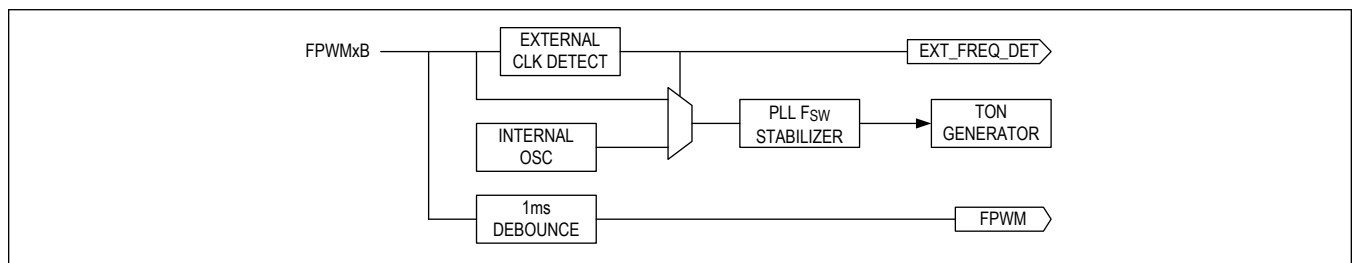 FPWMxB
EXTERNAL
CLK DETECT
EXT_FREQ_DET
PLL FSW
STABILIZER
TON
GENERATOR
INTERNAL
OSC
1ms
DEBOUNCE
FPWM